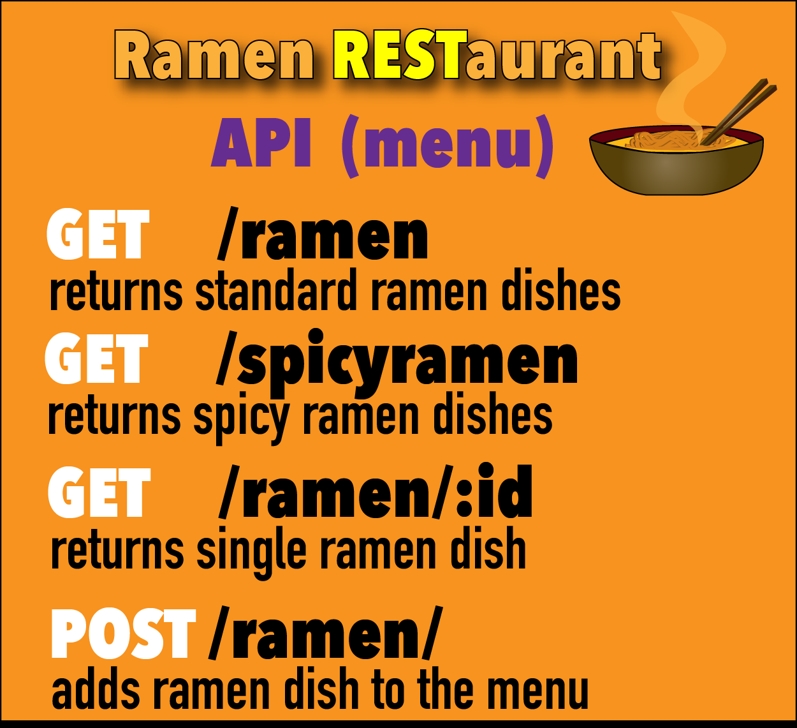 Ramen RESTaurant
API (menu)
GET /ramen
returns standard ramen dishes
GET /spicyramen
returns spicy ramen dishes
GET /ramen/:id
returns single ramen dish
POST /ramen/
adds ramen dish to the menu